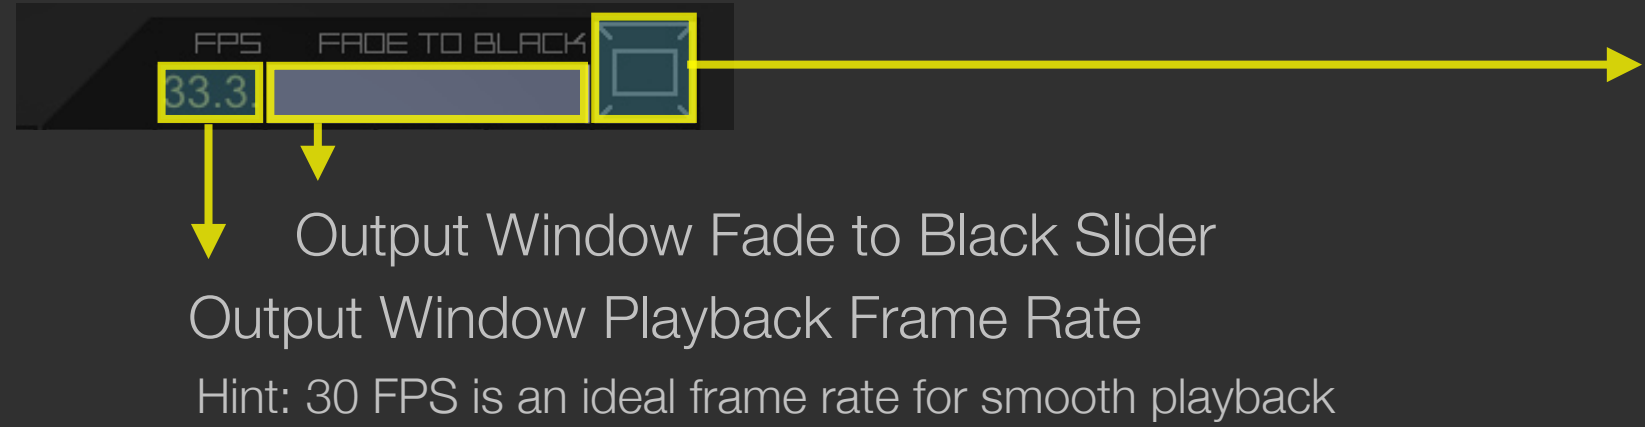 FPS FADE TO BLACK
33.3.
Output Window Fade to Black Slider
Output Window Playback Frame Rate
Hint: 30 FPS is an ideal frame rate for smooth playback